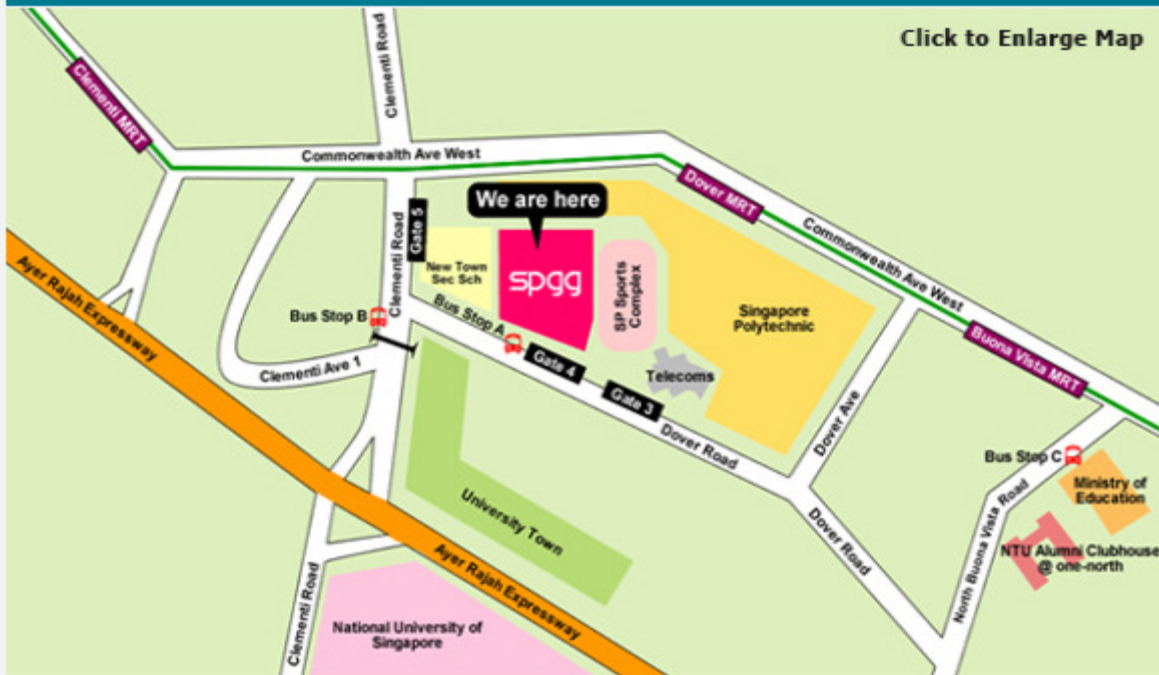 Click to Enlarge Map
Clementi Road
Clementi MRT
Commonwealth Ave West
Dover MRT
We are here
Gate 5
Clementi Road
New Town
Sec Sch
spgg
SP Sports
Complex
Commonwealth Ave West
Singapore
Polytechnic
Ayer Rajah Expressway
Bus Stop B
Bus Stop A
Gate 4
Telecoms
Gate 3
Buona Vista MRT
Clementi Ave 1
Dover Road
Dover Ave
Bus Stop C
Ministry of
Education
University Town
Dover Road
North Buona Vista Road
NTU Alumni Clubhouse
@ one-north
Ayer Rajah Expressway
Clementi Road
National University of
Singapore